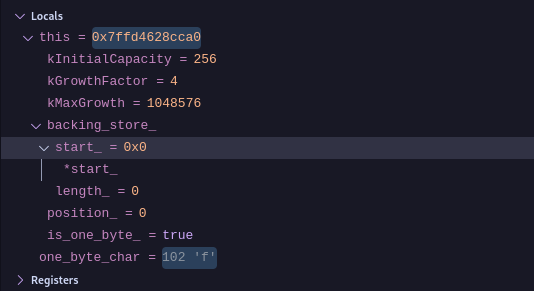 Locals
this = 0x7ffd4628cca0
kInitialCapacity = 256
kGrowthFactor = 4
kMaxGrowth = 1048576
backing_store_
start_ = 0x0
*start_
length_ = 0
position_ = 0
is_one_byte_ = true
one_byte_char = 102 'f'
Registers